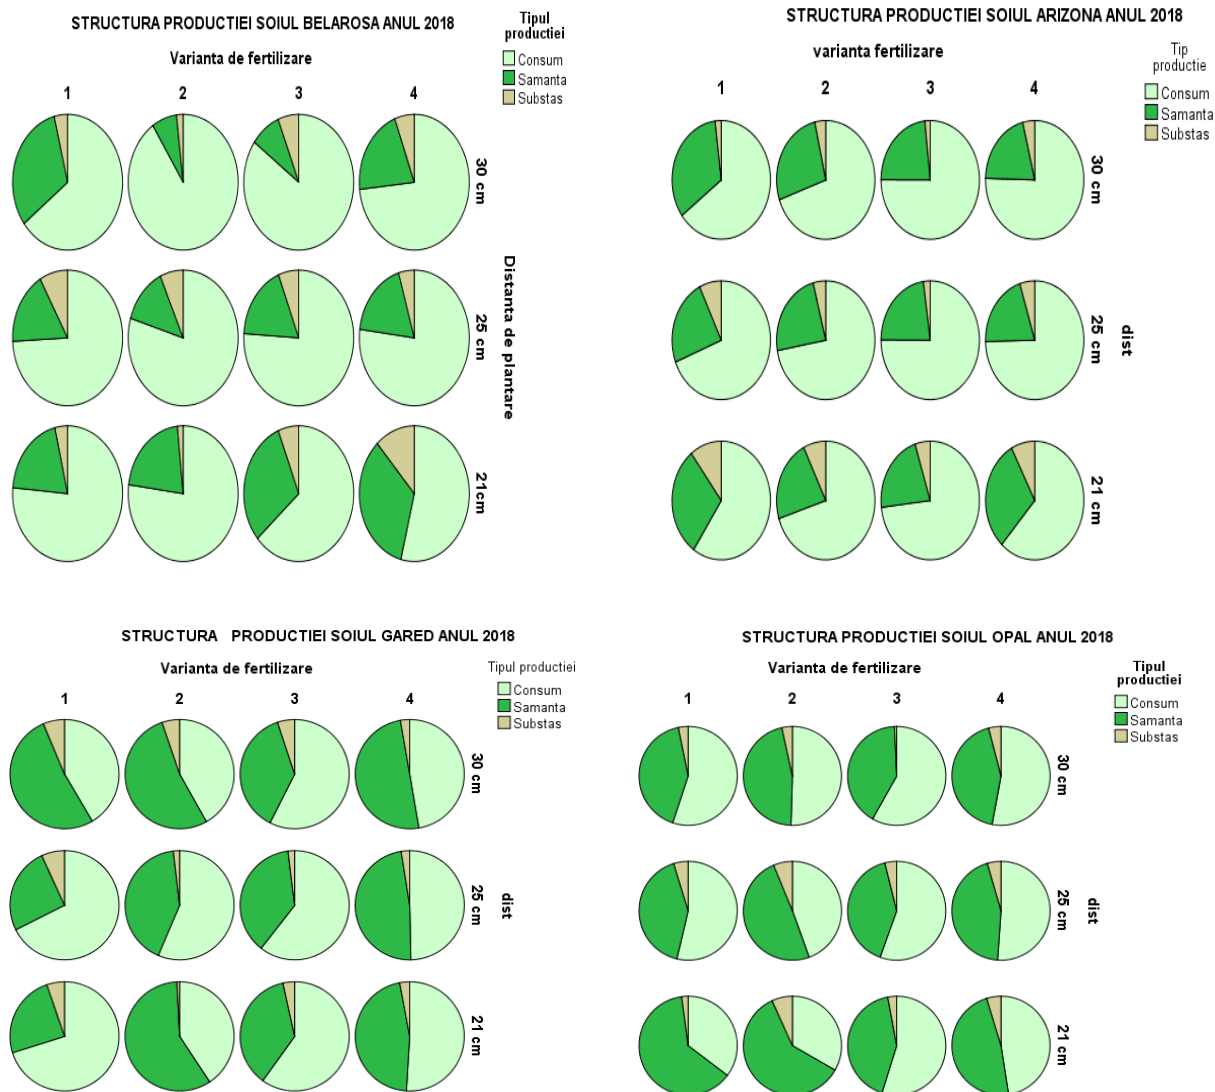 STRUCTURA PRODUCTIEI SOIUL BELAROSA ANUL 2018
Tipul
productiei
Consum
Samanta
Substas
Varianta de fertilizare
1 2 3 4
30 cm
25 cm
21cm
Distanta de plantare
STRUCTURA PRODUCTIEI SOIUL ARIZONA ANUL 2018
Tip
productie
Consum
Samanta
Substas
varianta fertilizare
1 2 3 4
30 cm
25 cm
21 cm
dist
STRUCTURA PRODUCTIEI SOIUL GARED ANUL 2018
Tipul productiei
Consum
Samanta
Substas
Varianta de fertilizare
1 2 3 4
30 cm
25 cm
21 cm
dist
STRUCTURA PRODUCTIEI SOIUL OPAL ANUL 2018
Tipul
productiei
Consum
Samanta
Substas
Varianta de fertilizare
1 2 3 4
30 cm
25 cm
21 cm
dist